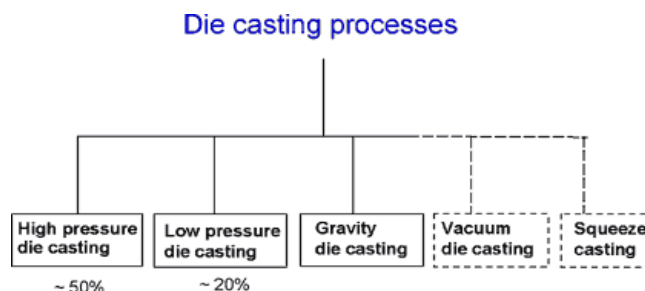 Die casting processes
High pressure
die casting
Low pressure
die casting
Gravity
die casting
Vacuum
die casting
Squeeze
casting
~ 50%
~ 20%